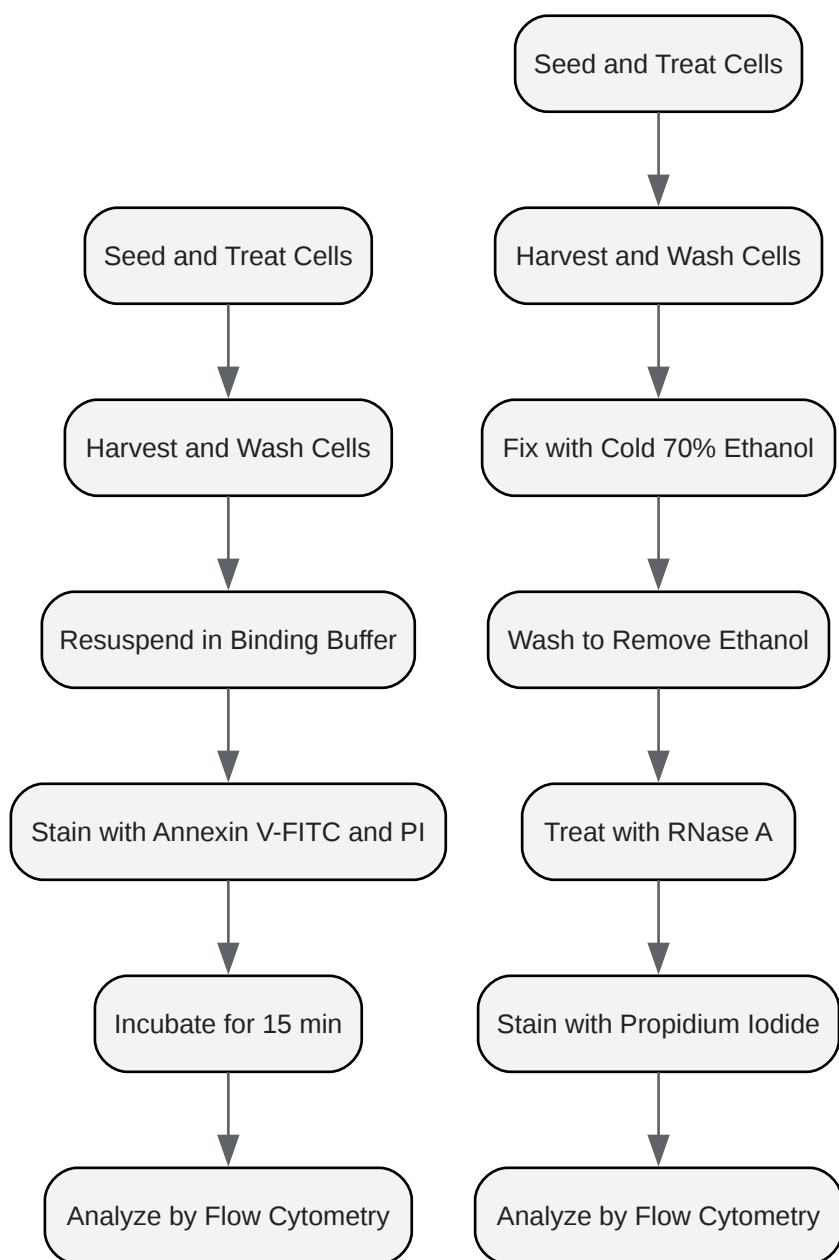 Seed and Treat Cells
Harvest and Wash Cells
Resuspend in Binding Buffer
Stain with Annexin V-FITC and PI
Incubate for 15 min
Analyze by Flow Cytometry
Seed and Treat Cells
Harvest and Wash Cells
Fix with Cold 70% Ethanol
Wash to Remove Ethanol
Treat with RNase A
Stain with Propidium Iodide
Analyze by Flow Cytometry